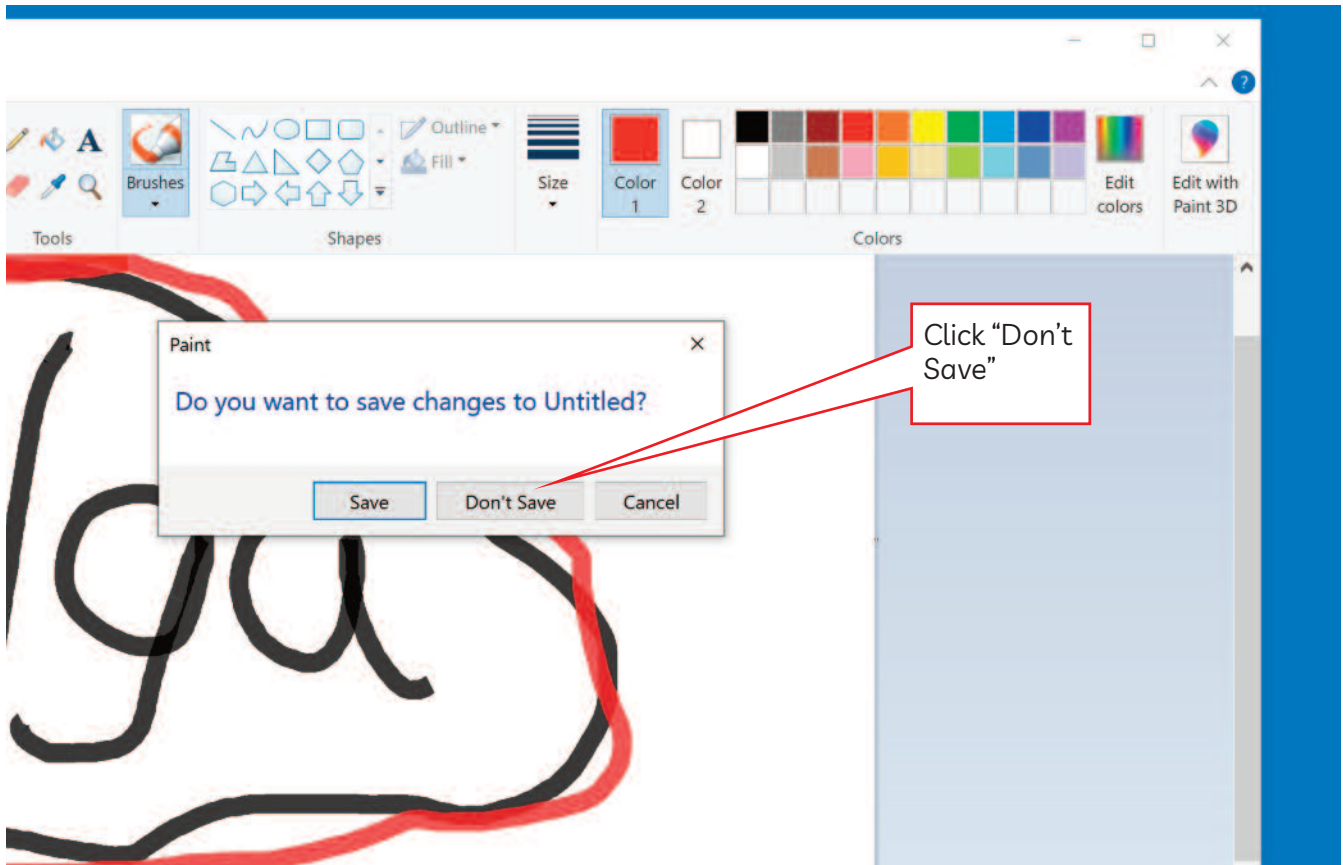 A
Outline
Fill
Brushes
Size
Color
1
Color
2
Edit
colors
Edit with
Paint 3D
?
Tools
Shapes
Colors
Paint
Do you want to save changes to Untitled?
Save
Don't Save
Cancel
Click “Don’t
Save”
lga